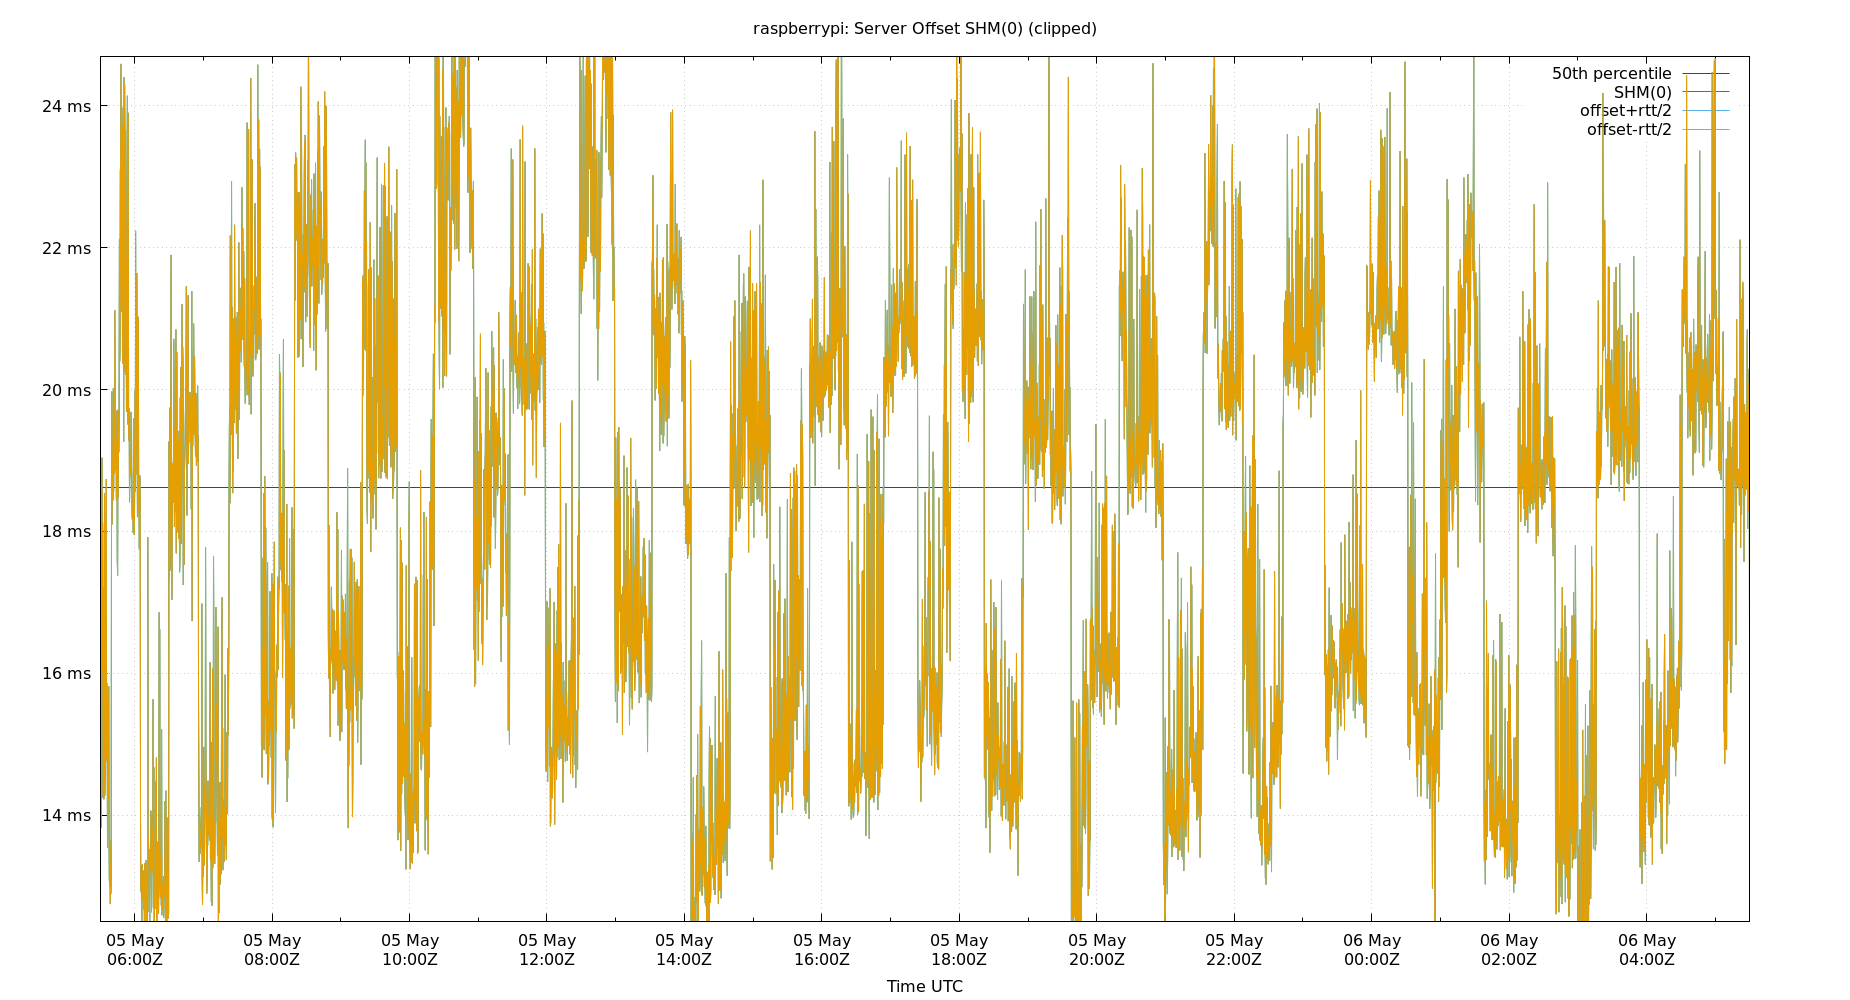 raspberrypi: Server Offset SHM(0) (clipped)
50th percentile
SHM(0)
offset+rtt/2
offset-rtt/2
24 ms
22 ms
20 ms
18 ms
16 ms
14 ms
05 May 05 May 05 May 05 May 05 May 05 May 05 May 05 May 05 May 06 May 06 May 06 May
06:00Z 08:00Z 10:00Z 12:00Z 14:00Z 16:00Z 18:00Z 20:00Z 22:00Z 00:00Z 02:00Z 04:00Z
Time UTC